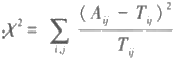 ;χ² = Σ_{i,j} (A_{ij} − T_{ij})² / T_{ij}